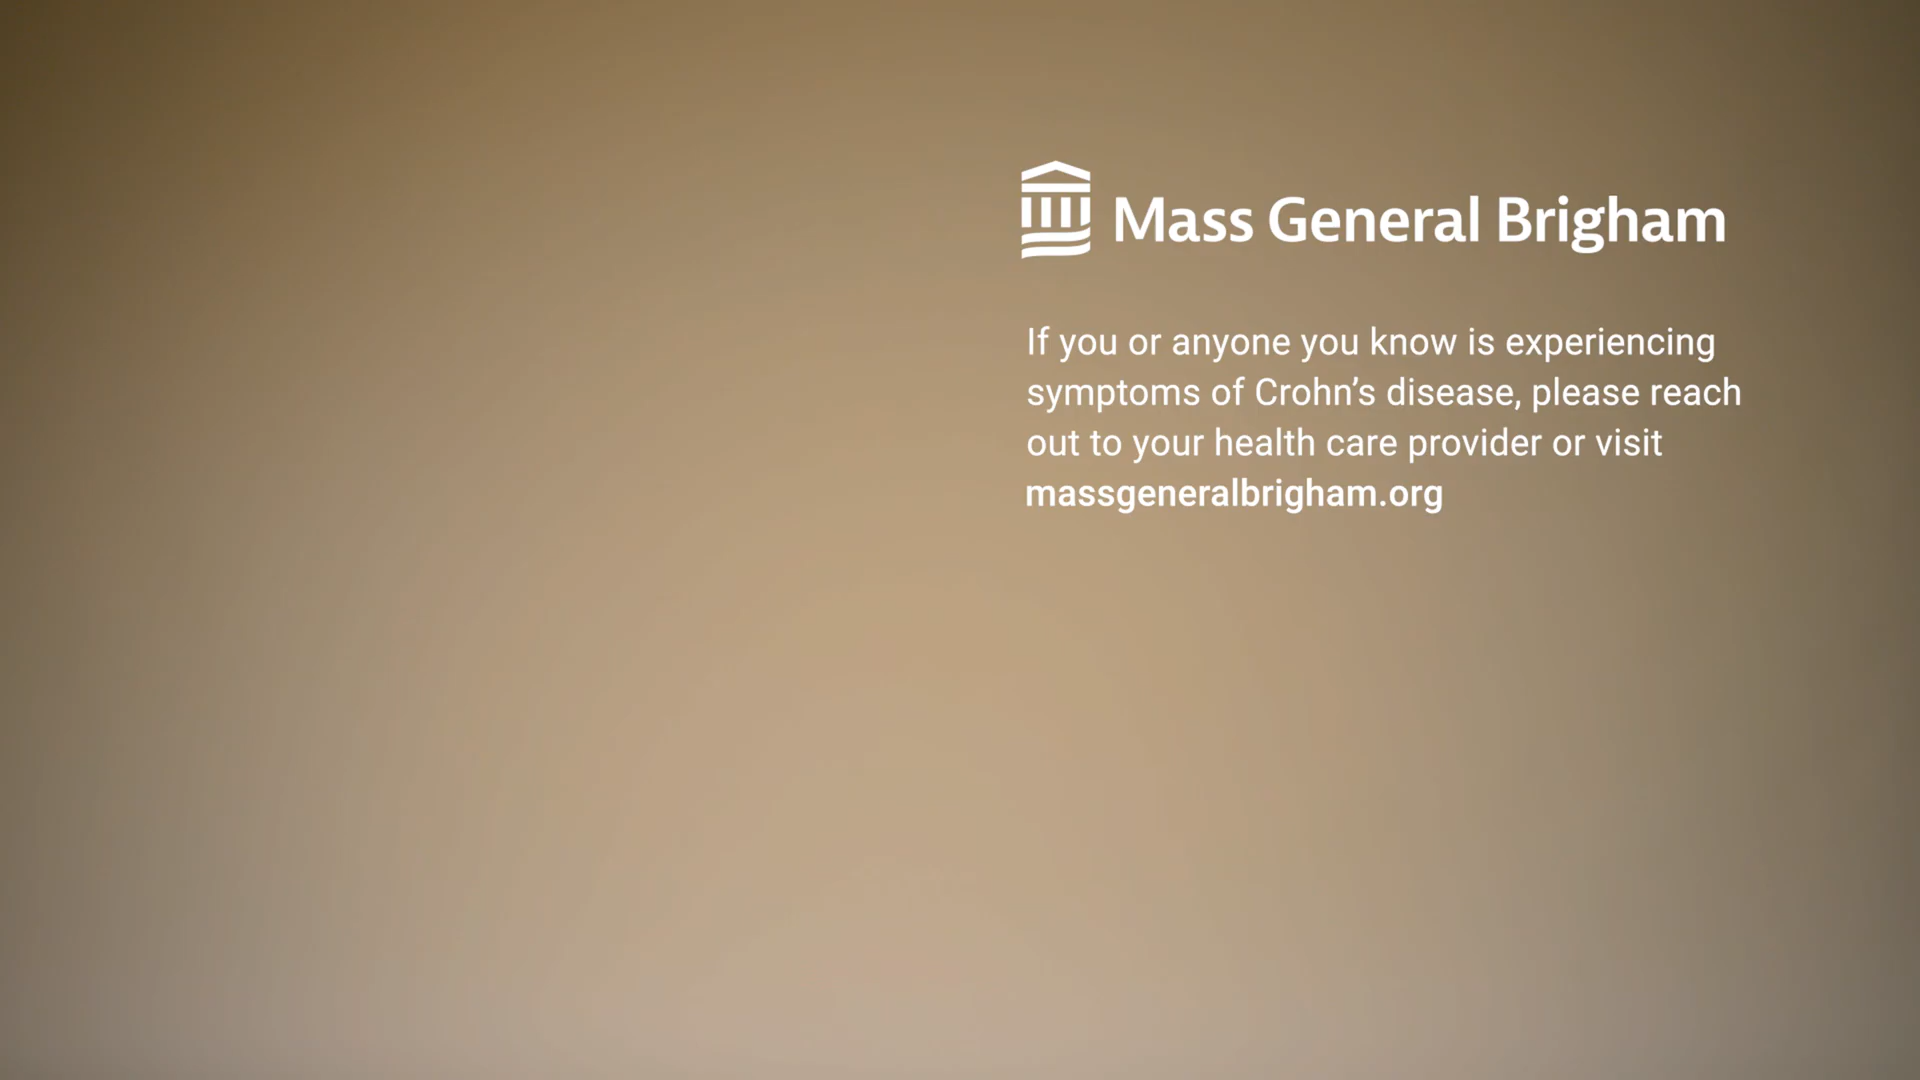 Mass General Brigham
If you or anyone you know is experiencing
symptoms of Crohn’s disease, please reach
out to your health care provider or visit
massgeneralbrigham.org